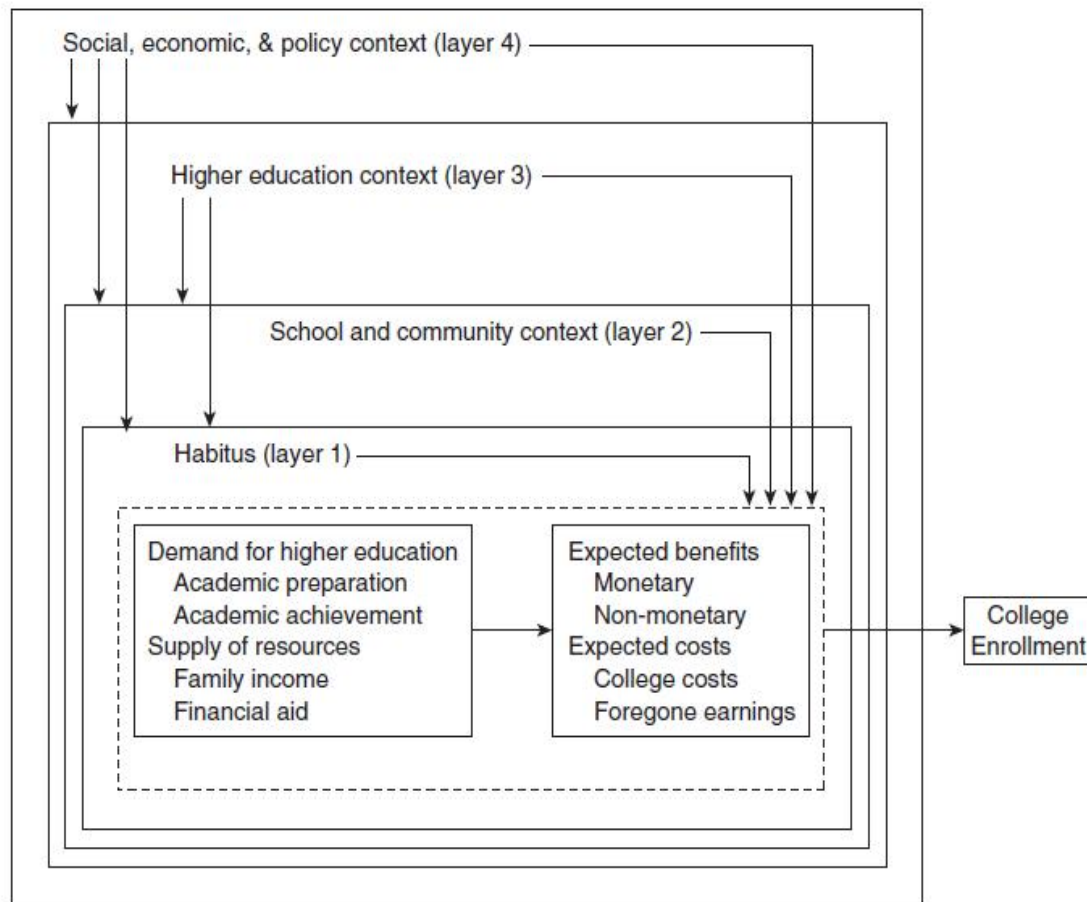 Social, economic, & policy context (layer 4)
Higher education context (layer 3)
School and community context (layer 2)
Habitus (layer 1)
Demand for higher education
Academic preparation
Academic achievement
Supply of resources
Family income
Financial aid
Expected benefits
Monetary
Non-monetary
Expected costs
College costs
Foregone earnings
College
Enrollment